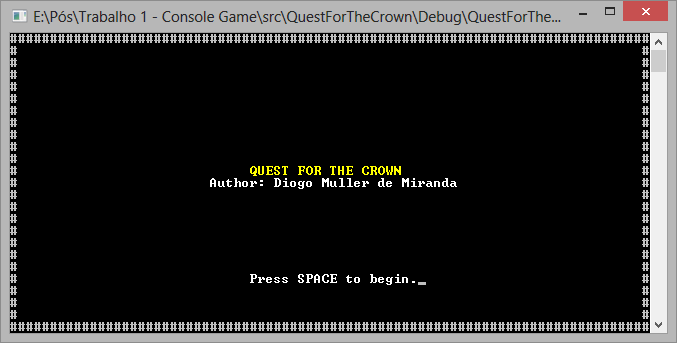 E:\Pós\Trabalho 1 - Console Game\src\QuestForTheCrown\Debug\QuestForThe...
################################################################################
QUEST FOR THE CROWN
Author: Diogo Muller de Miranda
Press SPACE to begin.
################################################################################